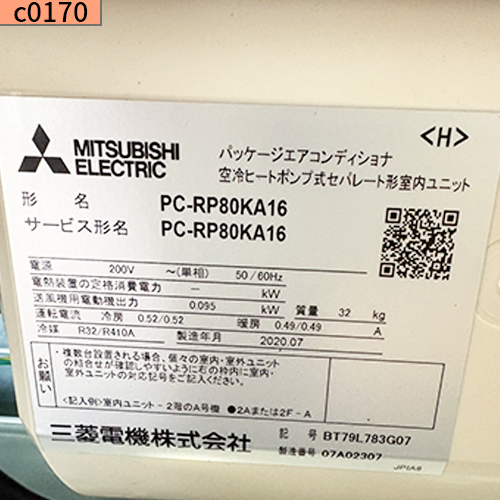 c0170
<H>
MITSUBISHI
ELECTRIC
パッケージエアコンディショナ
空冷ヒートポンプ式セパレート形室内ユニット
形 名 PC-RP80KA16
サービス形名 PC-RP80KA16
電源 200V ～(単相) 50/60Hz
電熱装置の定格消費電力 － kW
送風機用電動機出力 0.095 kW 質量 32 kg
運転電流 冷房 0.52/0.52 暖房 0.49/0.49 A
冷媒 R32/R410A 製造年月 2020.07
お願い
・複数台設置される場合、個々の室内・室外ユニット
の組合せが確認しやすいように右の枠内に室内・
室外ユニットの対応記号をご記入ください。
<記入例>室内ユニット-2階のA号機 ●2Aまたは2F-A
三菱電機株式会社
記 号 BT79L783G07
製造番号 07A02307
JP(A8